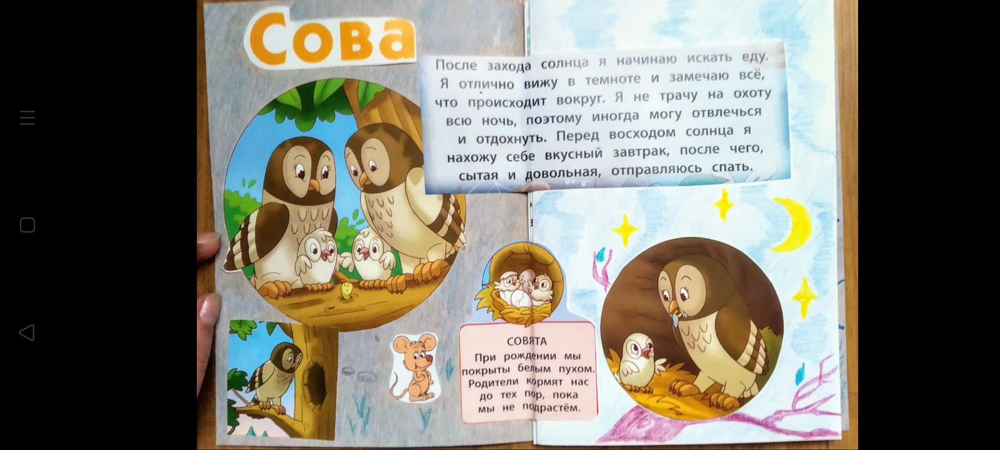 Сова
После захода солнца я начинаю искать еду.
Я отлично вижу в темноте и замечаю всё,
что происходит вокруг. Я не трачу на охоту
всю ночь, поэтому иногда могу отвлечься
и отдохнуть. Перед восходом солнца я
нахожу себе вкусный завтрак, после чего,
сытая и довольная, отправляюсь спать.
СОВЯТА
При рождении мы
покрыты белым пухом.
Родители кормят нас
до тех пор, пока
мы не подрастём.